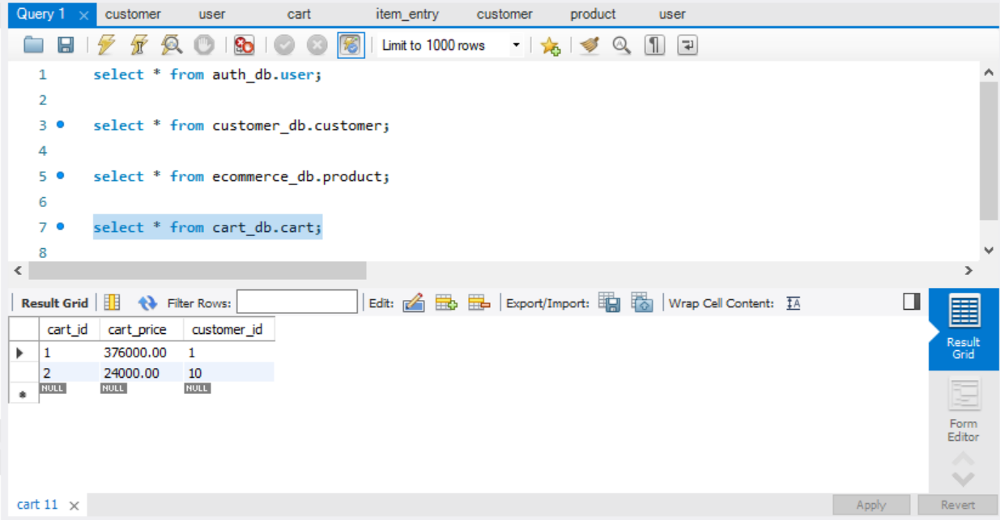 Query 1 customer user cart item_entry customer product user
Limit to 1000 rows
1 select * from auth_db.user;
2
3 select * from customer_db.customer;
4
5 select * from ecommerce_db.product;
6
7 select * from cart_db.cart;
8
Result Grid Filter Rows: Edit: Export/Import: Wrap Cell Content:
cart_id cart_price customer_id
1 376000.00 1
2 24000.00 10
NULL NULL NULL
Result
Grid
Form
Editor
cart 11 Apply Revert